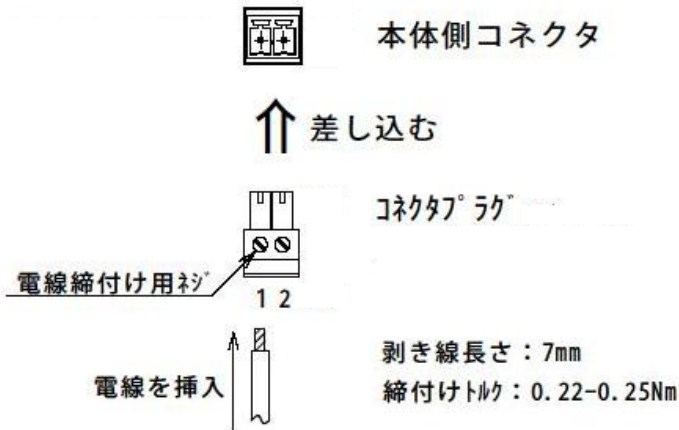 本体側コネクタ
差し込む
ｺﾈｸﾀﾌﾟﾗｸﾞ
電線締付け用ﾈｼﾞ
1 2
電線を挿入
剥き線長さ：7mm
締付けﾄﾙｸ：0.22-0.25Nm